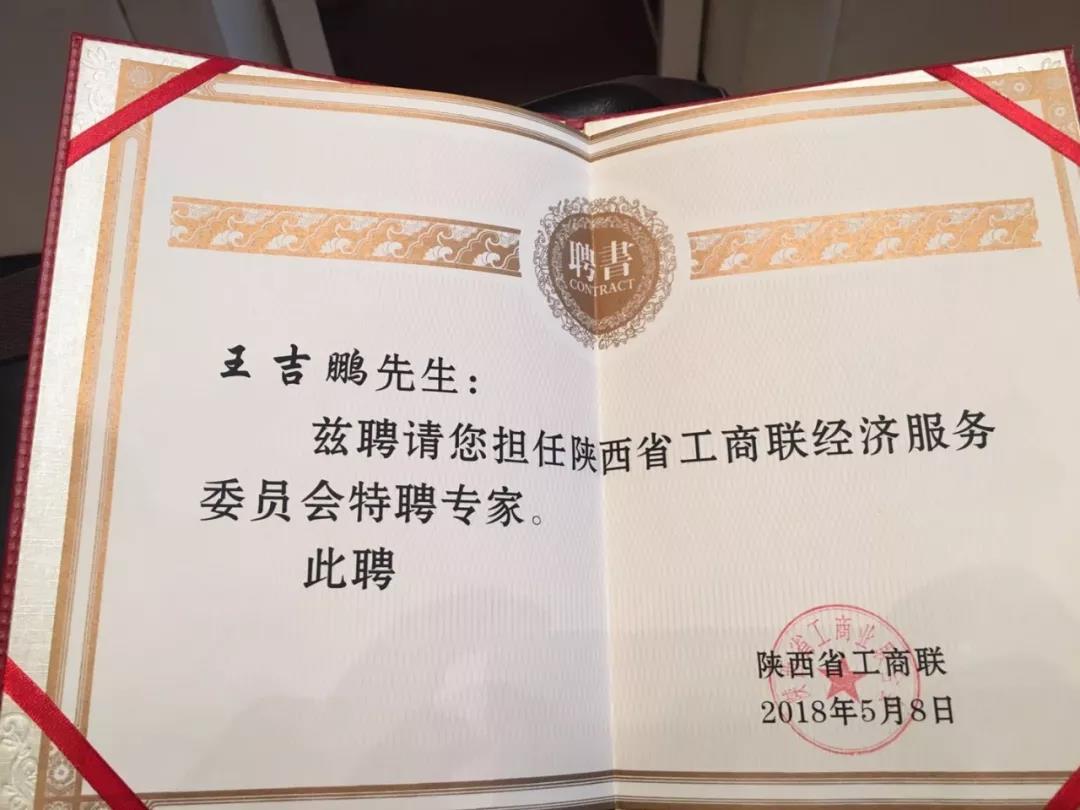 聘書
CONTRACT
王吉鹏先生：
兹聘请您担任陕西省工商联经济服务
委员会特聘专家。
此聘
陕西省工商联
2018年5月8日